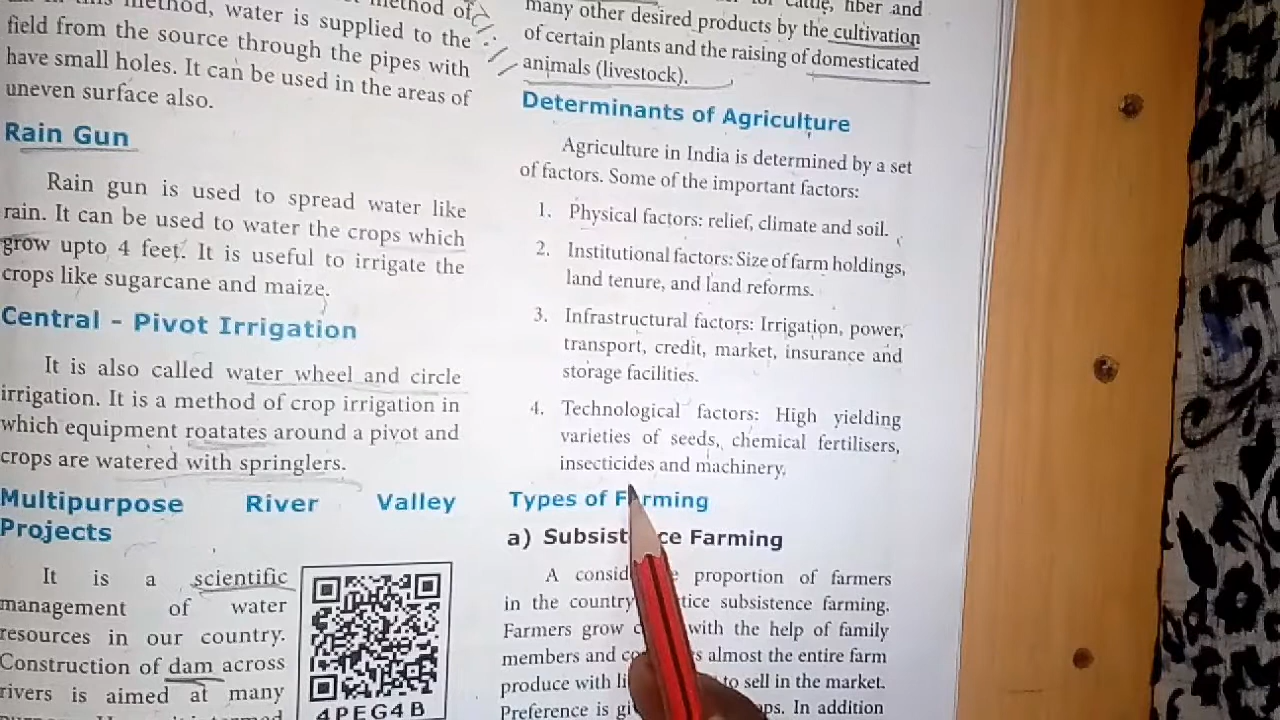 this method, water is supplied to the
field from the source through the pipes with
have small holes. It can be used in the areas of
uneven surface also.
Rain Gun
Rain gun is used to spread water like
rain. It can be used to water the crops which
grow upto 4 feet. It is useful to irrigate the
crops like sugarcane and maize.
Central - Pivot Irrigation
It is also called water wheel and circle
irrigation. It is a method of crop irrigation in
which equipment roatates around a pivot and
crops are watered with springlers.
Multipurpose River Valley
Projects
It is a scientific
management of water
resources in our country.
Construction of dam across
rivers is aimed at many
4PEG4B
cattle, fiber and
many other desired products by the cultivation
of certain plants and the raising of domesticated
animals (livestock).
Determinants of Agriculture
Agriculture in India is determined by a set
of factors. Some of the important factors:
1. Physical factors: relief, climate and soil.
2. Institutional factors: Size of farm holdings,
land tenure, and land reforms.
3. Infrastructural factors: Irrigation, power,
transport, credit, market, insurance and
storage facilities.
4. Technological factors: High yielding
varieties of seeds, chemical fertilisers,
insecticides and machinery,
Types of Farming
a) Subsistence Farming
A proportion of farmers
in the country subsistence farming.
Farmers grow with the help of family
members and almost the entire farm
produce with to sell in the market.
Preference is In addition